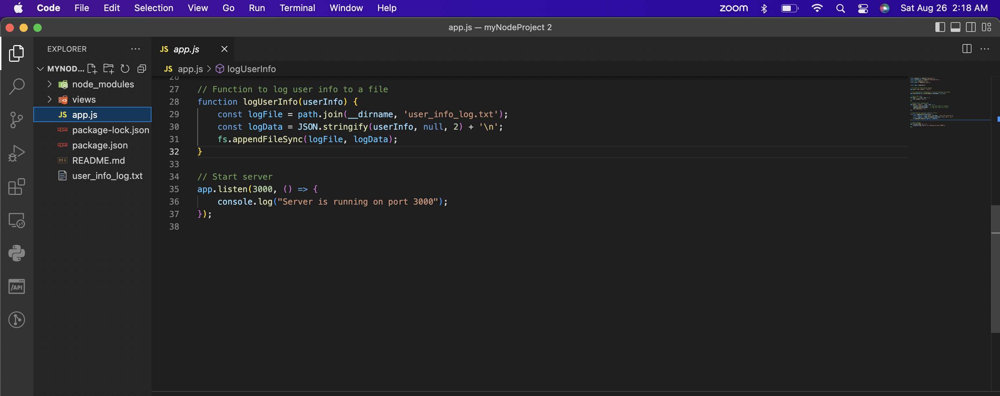 Code File Edit Selection View Go Run Terminal Window Help zoom Sat Aug 26 2:18 AM
app.js — myNodeProject 2
EXPLORER
MYNOD...
node_modules
views
JS app.js
package-lock.json
package.json
README.md
user_info_log.txt
/API
JS app.js
JS app.js > logUserInfo
26
27 // Function to log user info to a file
28 function logUserInfo(userInfo) {
29     const logFile = path.join(__dirname, 'user_info_log.txt');
30     const logData = JSON.stringify(userInfo, null, 2) + '\n';
31     fs.appendFileSync(logFile, logData);
32 }
33
34 // Start server
35 app.listen(3000, () => {
36     console.log("Server is running on port 3000");
37 });
38